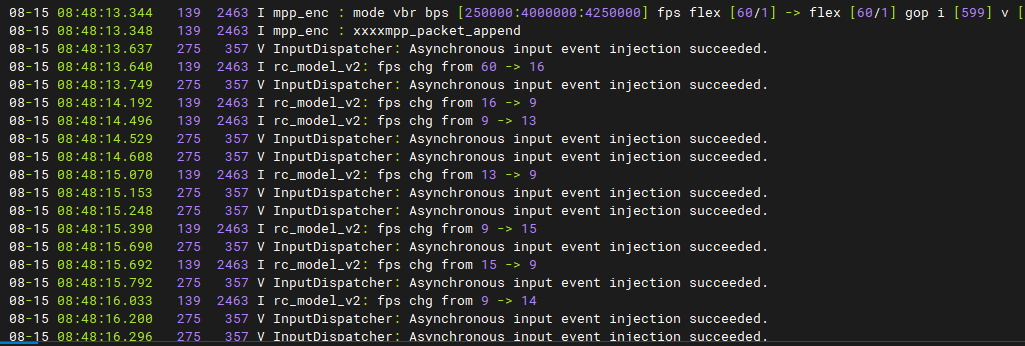 08-15 08:48:13.344 139 2463 I mpp_enc : mode vbr bps [250000:4000000:4250000] fps flex [60/1] -> flex [60/1] gop i [599] v [
08-15 08:48:13.348 139 2463 I mpp_enc : xxxxmpp_packet_append
08-15 08:48:13.637 275 357 V InputDispatcher: Asynchronous input event injection succeeded.
08-15 08:48:13.640 139 2463 I rc_model_v2: fps chg from 60 -> 16
08-15 08:48:13.749 275 357 V InputDispatcher: Asynchronous input event injection succeeded.
08-15 08:48:14.192 139 2463 I rc_model_v2: fps chg from 16 -> 9
08-15 08:48:14.496 139 2463 I rc_model_v2: fps chg from 9 -> 13
08-15 08:48:14.529 275 357 V InputDispatcher: Asynchronous input event injection succeeded.
08-15 08:48:14.608 275 357 V InputDispatcher: Asynchronous input event injection succeeded.
08-15 08:48:15.070 139 2463 I rc_model_v2: fps chg from 13 -> 9
08-15 08:48:15.153 275 357 V InputDispatcher: Asynchronous input event injection succeeded.
08-15 08:48:15.248 275 357 V InputDispatcher: Asynchronous input event injection succeeded.
08-15 08:48:15.390 139 2463 I rc_model_v2: fps chg from 9 -> 15
08-15 08:48:15.690 275 357 V InputDispatcher: Asynchronous input event injection succeeded.
08-15 08:48:15.692 139 2463 I rc_model_v2: fps chg from 15 -> 9
08-15 08:48:15.792 275 357 V InputDispatcher: Asynchronous input event injection succeeded.
08-15 08:48:16.033 139 2463 I rc_model_v2: fps chg from 9 -> 14
08-15 08:48:16.200 275 357 V InputDispatcher: Asynchronous input event injection succeeded.
08-15 08:48:16.296 275 357 V InputDispatcher: Asynchronous input event injection succeeded.